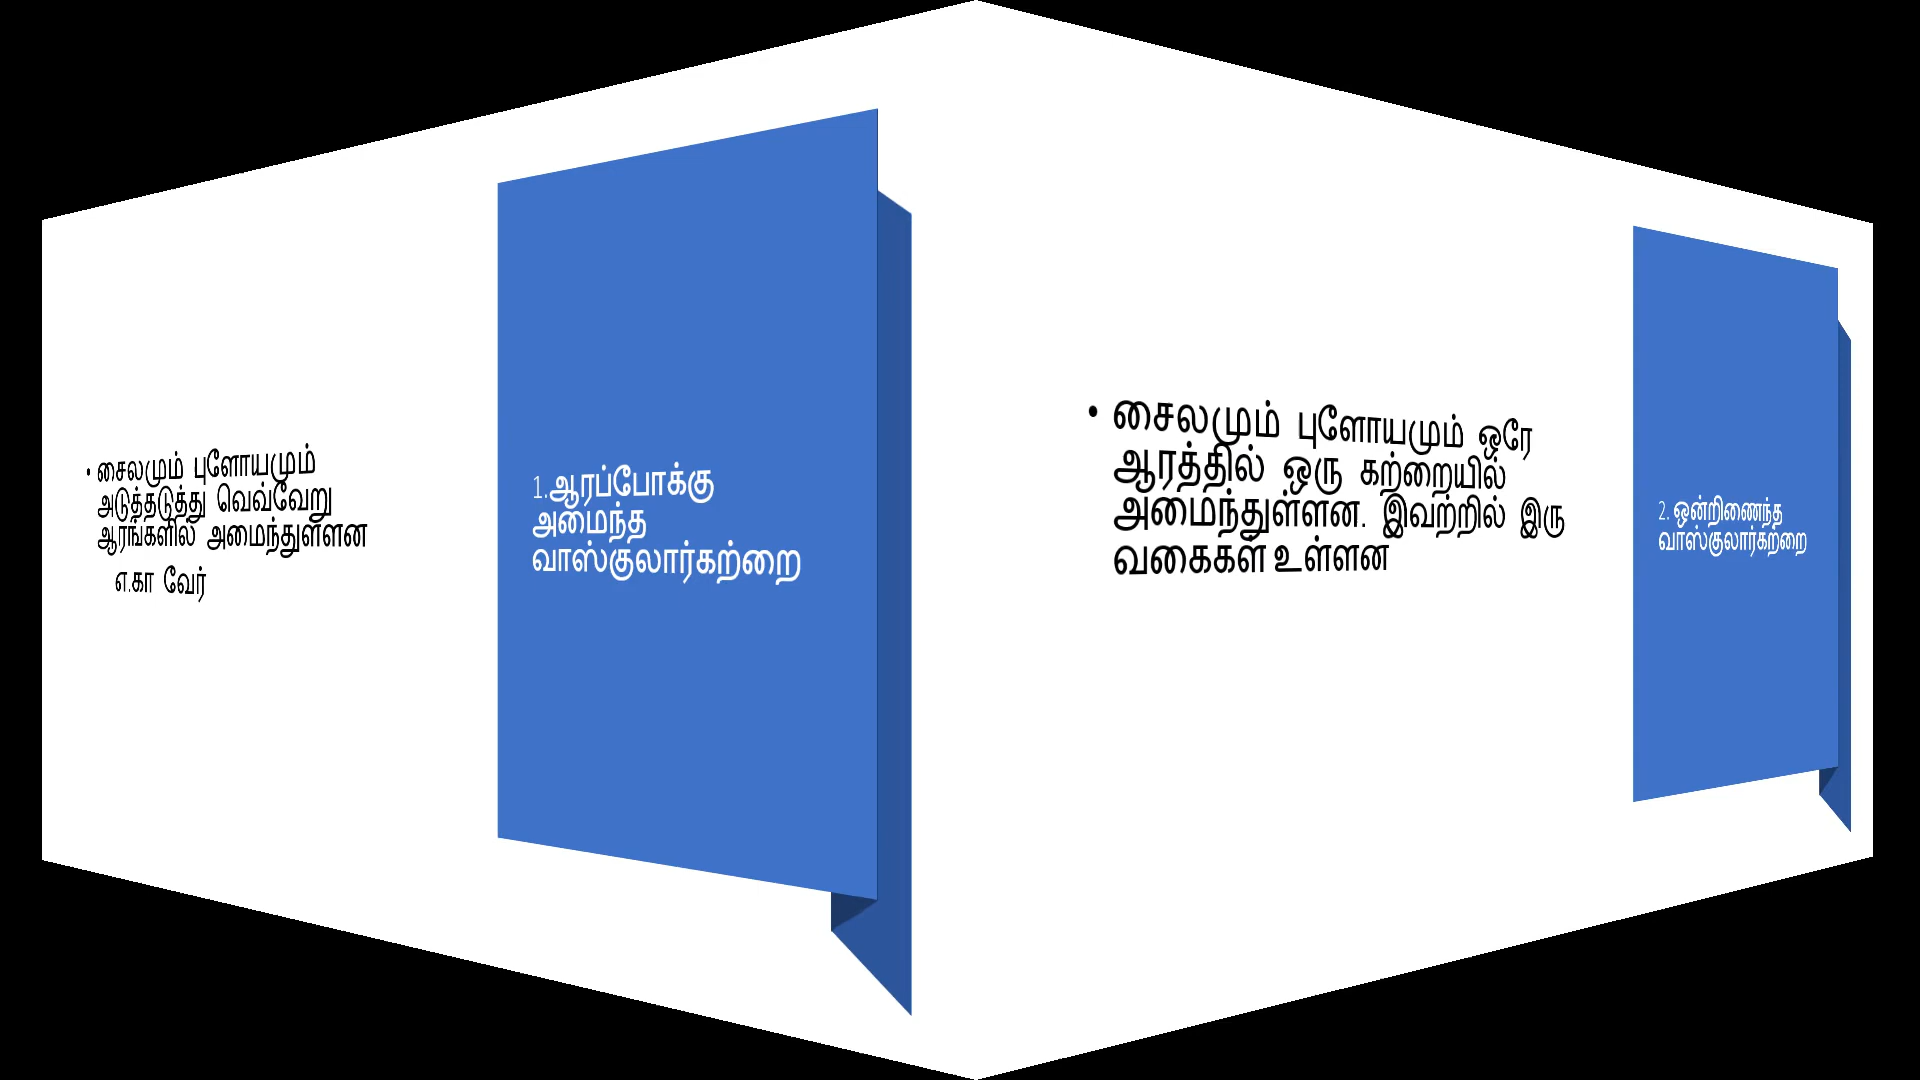 • சைலமும் புளோயமும்
அடுத்தடுத்து வெவ்வேறு
ஆரங்களில் அமைந்துள்ளன
எ.கா வேர்
1.ஆரப்போக்கு
அமைந்த
வாஸ்குலார்கற்றை
• சைலமும் புளோயமும் ஒரே
ஆரத்தில் ஒரு கற்றையில்
அமைந்துள்ளன. இவற்றில் இரு
வகைகள் உள்ளன
2. ஒன்றிணைந்த
வாஸ்குலார்கற்றை